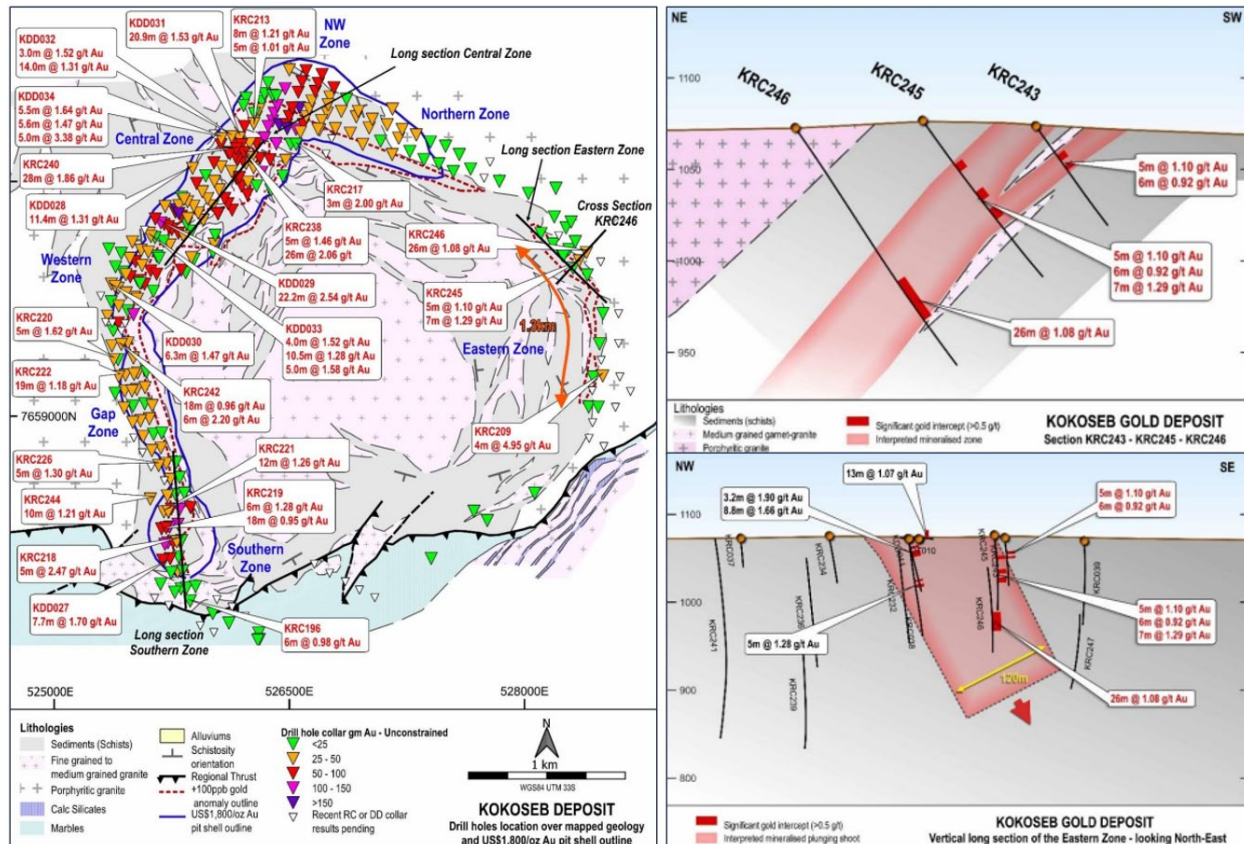 KDD031
20.9m @ 1.53 g/t Au
KRC213
8m @ 1.21 g/t Au
5m @ 1.01 g/t Au
NW
Zone
Long section Central Zone
KDD032
3.0m @ 1.52 g/t Au
14.0m @ 1.31 g/t Au
KDD034
5.5m @ 1.64 g/t Au
5.6m @ 1.47 g/t Au
5.0m @ 3.38 g/t Au
Central Zone
Northern Zone
Long section Eastern Zone
KRC240
28m @ 1.86 g/t Au
KRC217
3m @ 2.00 g/t Au
Cross Section
KRC246
KDD028
11.4m @ 1.31 g/t Au
KRC238
5m @ 1.46 g/t Au
26m @ 2.06 g/t
KRC246
26m @ 1.08 g/t Au
Western
Zone
KDD029
22.2m @ 2.54 g/t Au
KRC245
5m @ 1.10 g/t Au
7m @ 1.29 g/t Au
1.3km
KRC220
5m @ 1.62 g/t Au
KDD030
6.3m @ 1.47 g/t Au
KDD033
4.0m @ 1.52 g/t Au
10.5m @ 1.28 g/t Au
5.0m @ 1.58 g/t Au
Eastern Zone
KRC222
19m @ 1.18 g/t Au
KRC242
18m @ 0.96 g/t Au
6m @ 2.20 g/t Au
7659000N
Gap
Zone
KRC209
4m @ 4.95 g/t Au
KRC226
5m @ 1.30 g/t Au
KRC221
12m @ 1.26 g/t Au
KRC244
10m @ 1.21 g/t Au
KRC219
6m @ 1.28 g/t Au
18m @ 0.95 g/t Au
KRC218
5m @ 2.47 g/t Au
Southern
Zone
KDD027
7.7m @ 1.70 g/t Au
Long section
Southern Zone
KRC196
6m @ 0.98 g/t Au
525000E
526500E
528000E
Lithologies
Sediments (Schists)
Fine grained to
medium grained granite
Porphyritic granite
Calc Silicates
Marbles
Alluviums
Schistosity
orientation
Regional Thrust
+100ppb gold
anomaly outline
US$1,800/oz Au
pit shell outline
Drill hole collar gm Au - Unconstrained
<25
25 - 50
50 - 100
100 - 150
>150
Recent RC or DD collar
results pending
N
1 km
WGS84 UTM 33S
KOKOSEB DEPOSIT
Drill holes location over mapped geology
and US$1,800/oz Au pit shell outline
NE
SW
KRC246
KRC245
KRC243
1100
1050
1000
950
5m @ 1.10 g/t Au
6m @ 0.92 g/t Au
5m @ 1.10 g/t Au
6m @ 0.92 g/t Au
7m @ 1.29 g/t Au
26m @ 1.08 g/t Au
Lithologies
Sediments (schists)
Medium grained garnet-granite
Porphyritic granite
Significant gold intercept (>0.5 g/t)
Interpreted mineralised zone
KOKOSEB GOLD DEPOSIT
Section KRC243 - KRC245 - KRC246
NW
SE
13m @ 1.07 g/t Au
3.2m @ 1.90 g/t Au
8.8m @ 1.66 g/t Au
5m @ 1.10 g/t Au
6m @ 0.92 g/t Au
1100
1000
900
800
KRC037
KRC234
KRC245
KRC039
KRC232
KRC246
KRC241
KRC239
KRC247
5m @ 1.28 g/t Au
5m @ 1.10 g/t Au
6m @ 0.92 g/t Au
7m @ 1.29 g/t Au
120m
26m @ 1.08 g/t Au
Significant gold intercept (>0.5 g/t)
Interpreted mineralised plunging shoot
KOKOSEB GOLD DEPOSIT
Vertical long section of the Eastern Zone - looking North-East